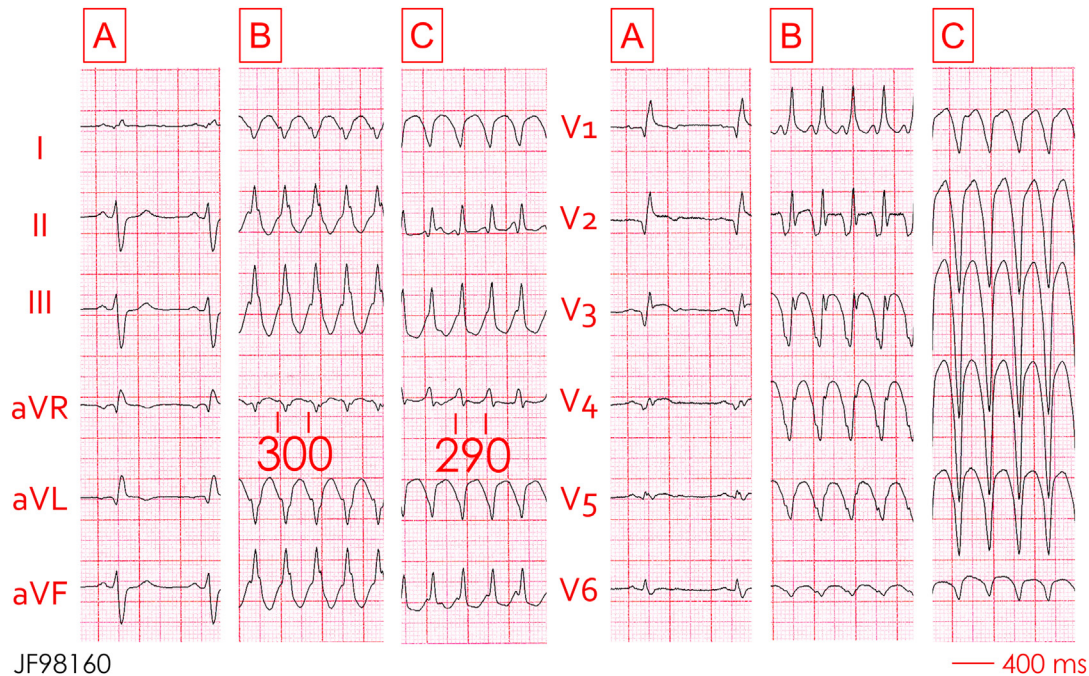 A B C A B C
I V1
II V2
III V3
aVR V4
300 290
aVL V5
aVF V6
JF98160 400 ms